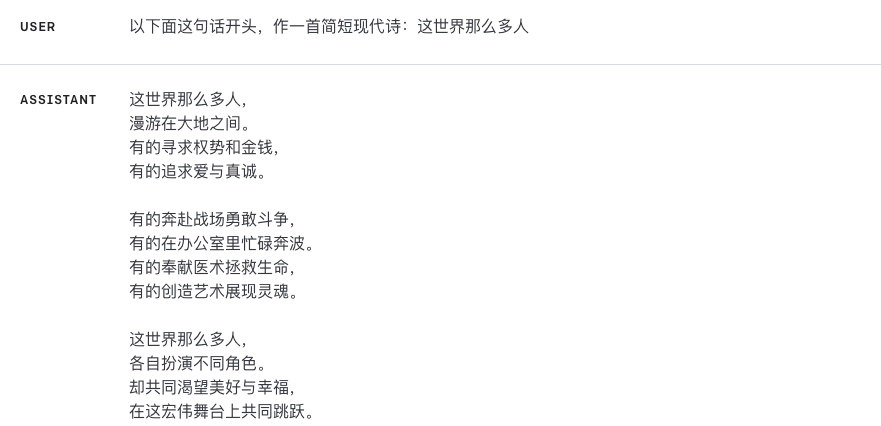 USER
以下面这句话开头，作一首简短现代诗：这世界那么多人
ASSISTANT
这世界那么多人，
漫游在大地之间。
有的寻求权势和金钱，
有的追求爱与真诚。
有的奔赴战场勇敢斗争，
有的在办公室里忙碌奔波。
有的奉献医术拯救生命，
有的创造艺术展现灵魂。
这世界那么多人，
各自扮演不同角色。
却共同渴望美好与幸福，
在这宏伟舞台上共同跳跃。